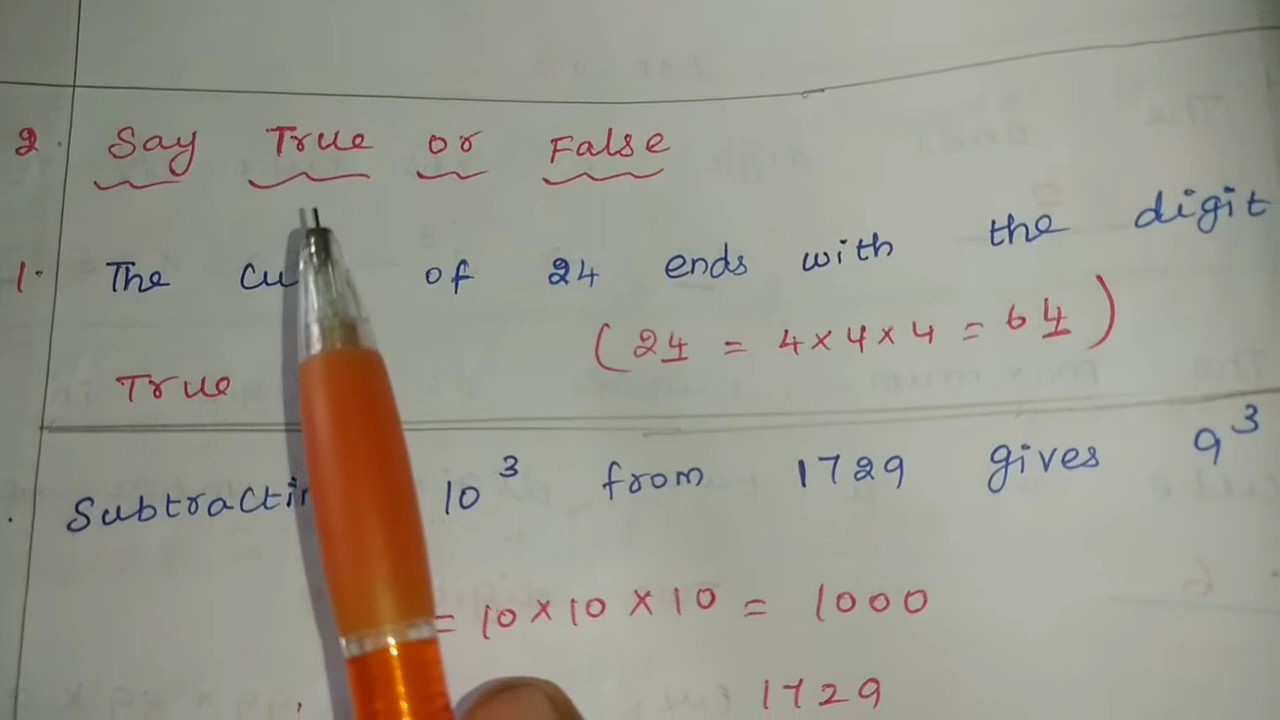 2. Say True or False
1. The cu of 24 ends with the digit
(24 = 4×4×4 = 64)
True
Subtractin 10³ from 1729 gives 9³
= 10×10×10 = 1000
1729